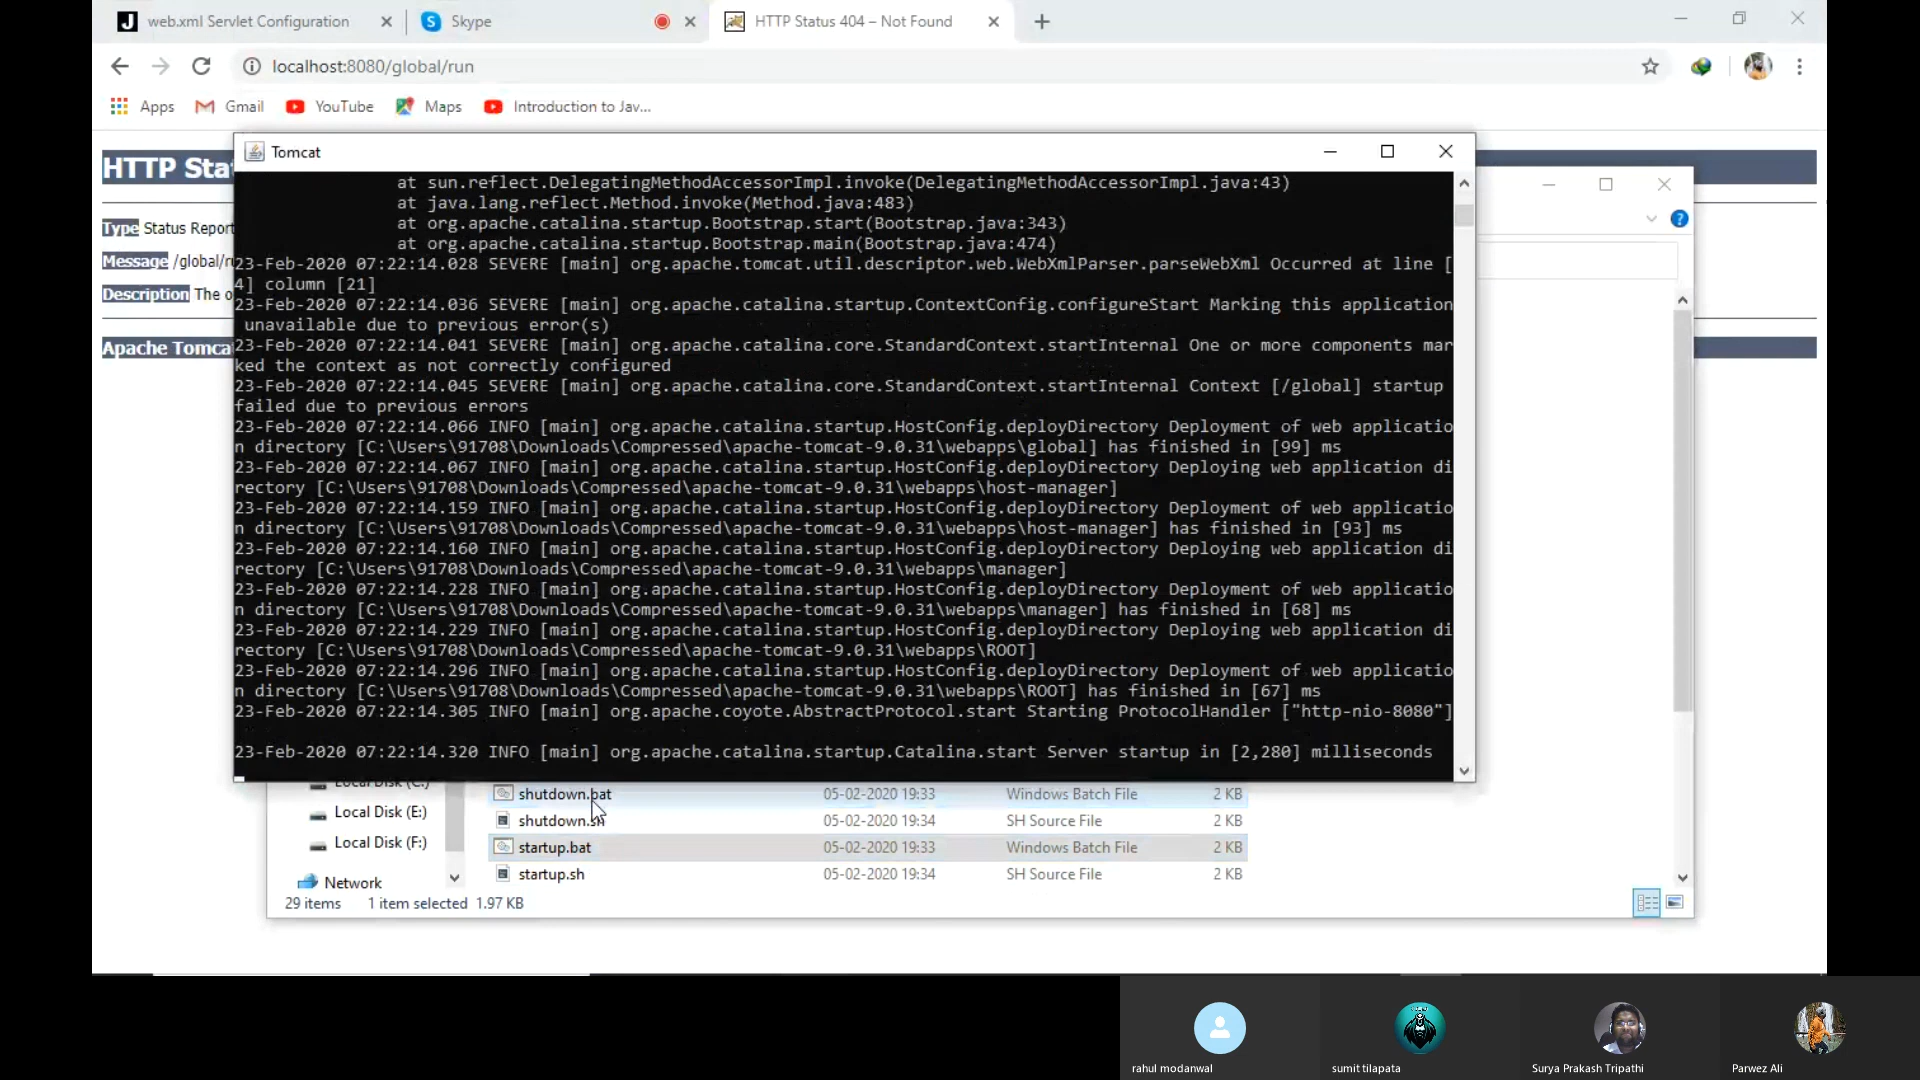 web.xml Servlet Configuration
Skype
HTTP Status 404 – Not Found
localhost:8080/global/run
Apps
Gmail
YouTube
Maps
Introduction to Jav...
HTTP Sta
Type Status Report
Message /global/r
Description The o
Apache Tomca
Tomcat
at sun.reflect.DelegatingMethodAccessorImpl.invoke(DelegatingMethodAccessorImpl.java:43)
at java.lang.reflect.Method.invoke(Method.java:483)
at org.apache.catalina.startup.Bootstrap.start(Bootstrap.java:343)
at org.apache.catalina.startup.Bootstrap.main(Bootstrap.java:474)
23-Feb-2020 07:22:14.028 SEVERE [main] org.apache.tomcat.util.descriptor.web.WebXmlParser.parseWebXml Occurred at line [
4] column [21]
23-Feb-2020 07:22:14.036 SEVERE [main] org.apache.catalina.startup.ContextConfig.configureStart Marking this application
unavailable due to previous error(s)
23-Feb-2020 07:22:14.041 SEVERE [main] org.apache.catalina.core.StandardContext.startInternal One or more components mar
ked the context as not correctly configured
23-Feb-2020 07:22:14.045 SEVERE [main] org.apache.catalina.core.StandardContext.startInternal Context [/global] startup
failed due to previous errors
23-Feb-2020 07:22:14.066 INFO [main] org.apache.catalina.startup.HostConfig.deployDirectory Deployment of web applicatio
n directory [C:\Users\91708\Downloads\Compressed\apache-tomcat-9.0.31\webapps\global] has finished in [99] ms
23-Feb-2020 07:22:14.067 INFO [main] org.apache.catalina.startup.HostConfig.deployDirectory Deploying web application di
rectory [C:\Users\91708\Downloads\Compressed\apache-tomcat-9.0.31\webapps\host-manager]
23-Feb-2020 07:22:14.159 INFO [main] org.apache.catalina.startup.HostConfig.deployDirectory Deployment of web applicatio
n directory [C:\Users\91708\Downloads\Compressed\apache-tomcat-9.0.31\webapps\host-manager] has finished in [93] ms
23-Feb-2020 07:22:14.160 INFO [main] org.apache.catalina.startup.HostConfig.deployDirectory Deploying web application di
rectory [C:\Users\91708\Downloads\Compressed\apache-tomcat-9.0.31\webapps\manager]
23-Feb-2020 07:22:14.228 INFO [main] org.apache.catalina.startup.HostConfig.deployDirectory Deployment of web applicatio
n directory [C:\Users\91708\Downloads\Compressed\apache-tomcat-9.0.31\webapps\manager] has finished in [68] ms
23-Feb-2020 07:22:14.229 INFO [main] org.apache.catalina.startup.HostConfig.deployDirectory Deploying web application di
rectory [C:\Users\91708\Downloads\Compressed\apache-tomcat-9.0.31\webapps\ROOT]
23-Feb-2020 07:22:14.296 INFO [main] org.apache.catalina.startup.HostConfig.deployDirectory Deployment of web applicatio
n directory [C:\Users\91708\Downloads\Compressed\apache-tomcat-9.0.31\webapps\ROOT] has finished in [67] ms
23-Feb-2020 07:22:14.305 INFO [main] org.apache.coyote.AbstractProtocol.start Starting ProtocolHandler ["http-nio-8080"]
23-Feb-2020 07:22:14.320 INFO [main] org.apache.catalina.startup.Catalina.start Server startup in [2,280] milliseconds
Local Disk (C:)
Local Disk (E:)
Local Disk (F:)
Network
shutdown.bat 05-02-2020 19:33 Windows Batch File 2 KB
shutdown.sh 05-02-2020 19:34 SH Source File 2 KB
startup.bat 05-02-2020 19:33 Windows Batch File 2 KB
startup.sh 05-02-2020 19:34 SH Source File 2 KB
29 items 1 item selected 1.97 KB
rahul modanwal
sumit tilapata
Surya Prakash Tripathi
Parwez Ali